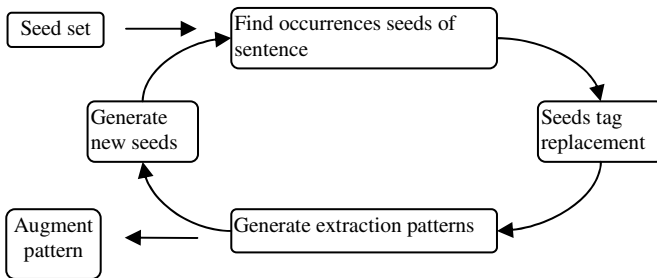 Seed set
Find occurrences seeds of
sentence
Generate
new seeds
Seeds tag
replacement
Augment
pattern
Generate extraction patterns